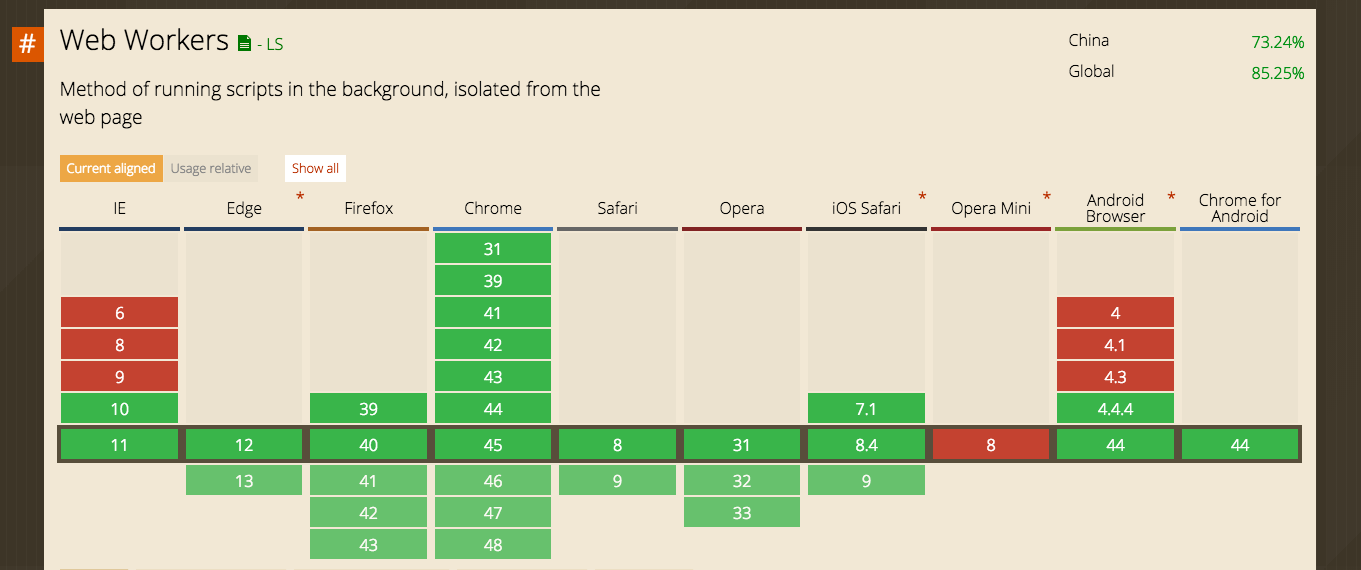 #
Web Workers - LS
China 73.24%
Global 85.25%
Method of running scripts in the background, isolated from the
web page
Current aligned Usage relative Show all
IE Edge * Firefox Chrome Safari Opera iOS Safari * Opera Mini * Android Browser * Chrome for Android
31
39
6 41 4
8 42 4.1
9 43 4.3
10 39 44 7.1 4.4.4
11 12 40 45 8 31 8.4 8 44 44
13 41 46 9 32 9
42 47 33
43 48